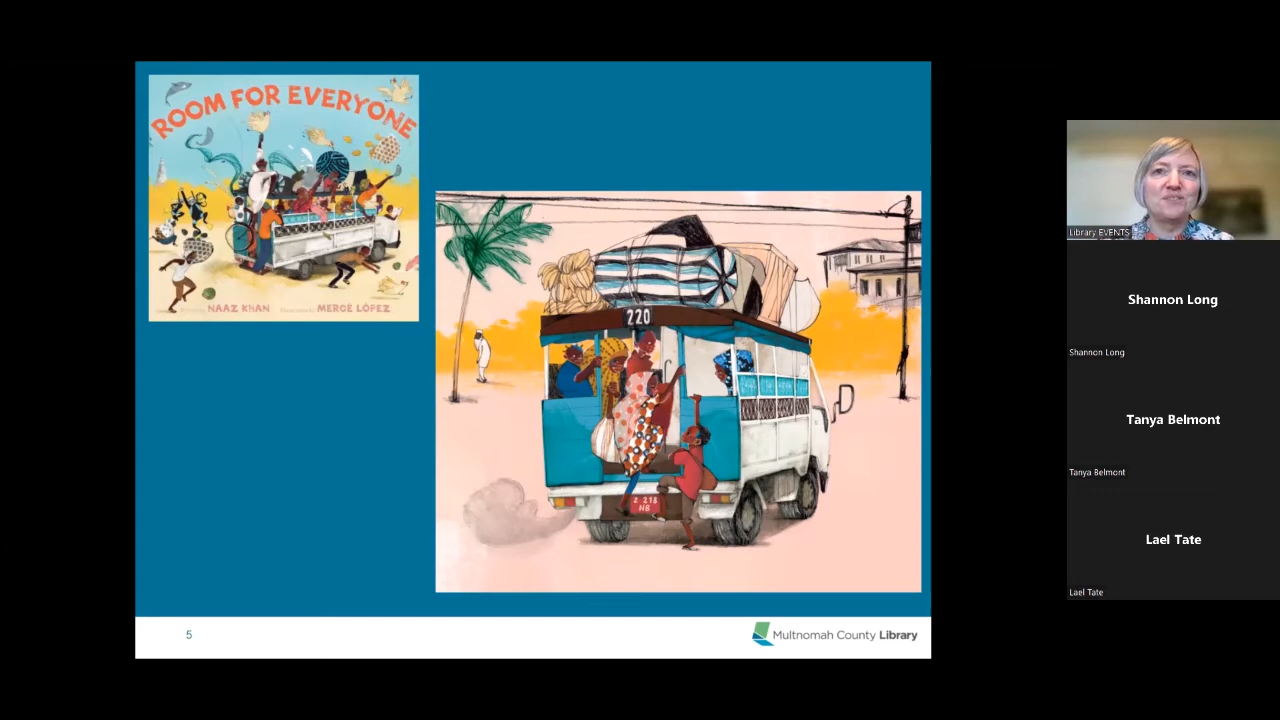 ROOM FOR EVERYONE
NAAZ KHAN
MERCÈ LÓPEZ
220
Z 218
NB
5
Multnomah County Library
Library EVENTS
Shannon Long
Shannon Long
Tanya Belmont
Tanya Belmont
Lael Tate
Lael Tate